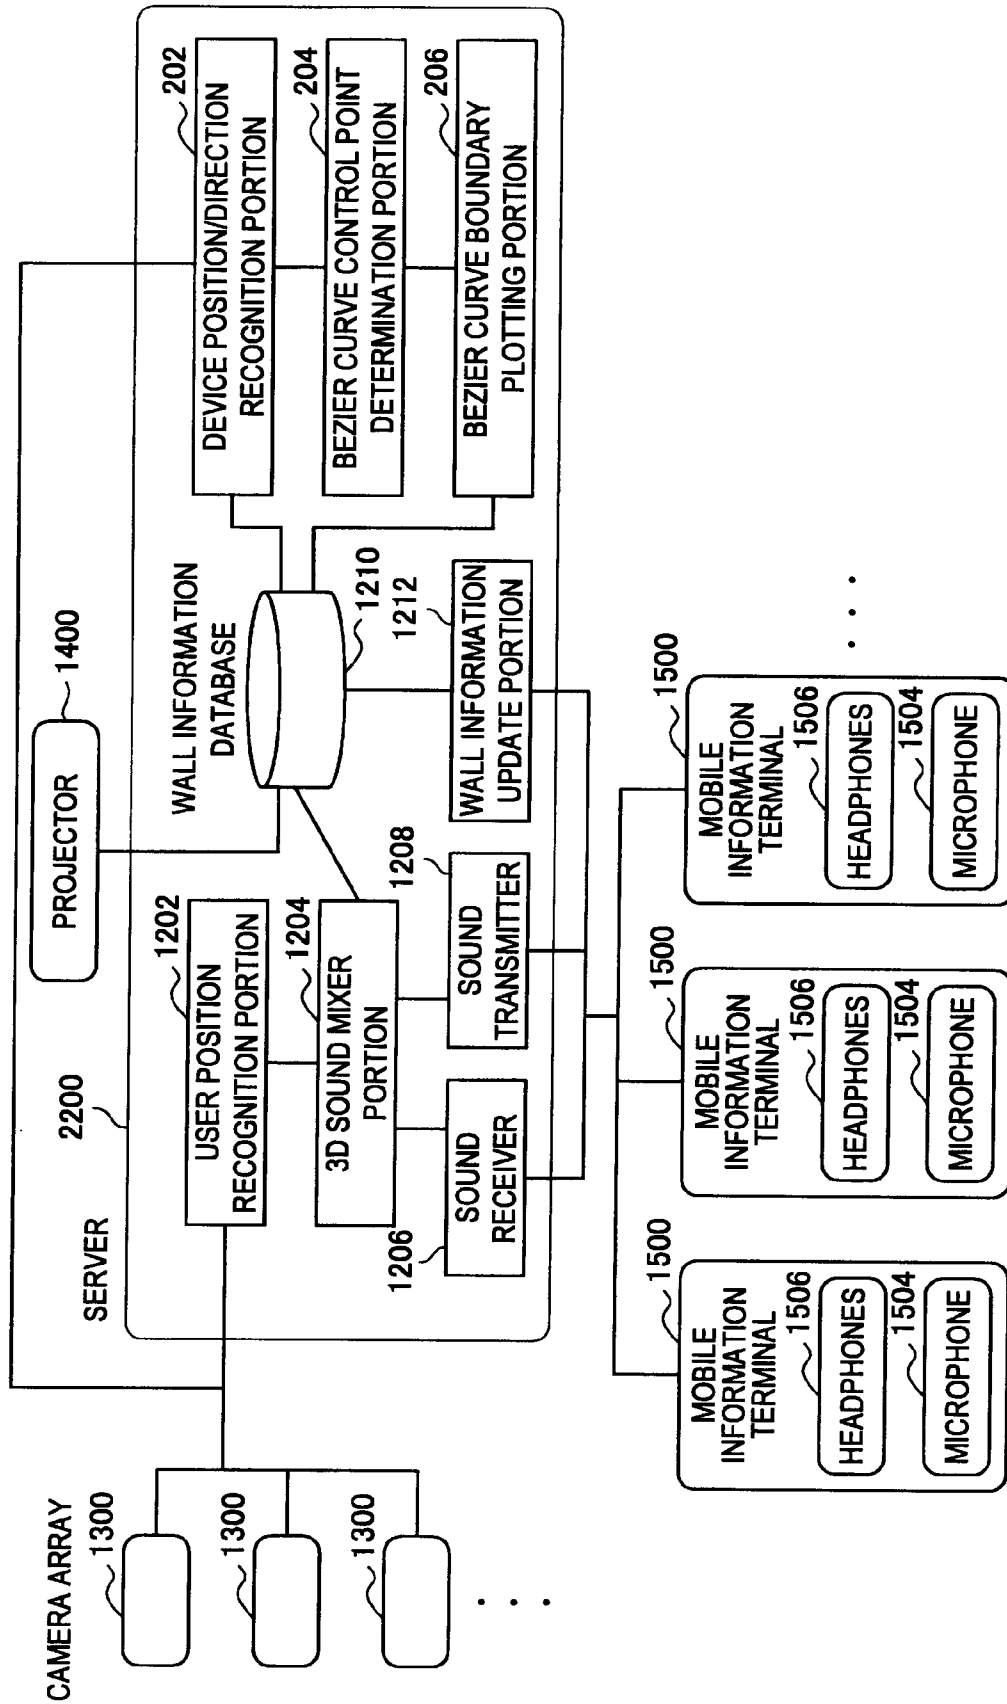 CAMERA ARRAY
1300
1300
1300
. . .
SERVER
2200
PROJECTOR
1400
USER POSITION
RECOGNITION PORTION
1202
3D SOUND MIXER
PORTION
1204
SOUND
RECEIVER
1206
SOUND
TRANSMITTER
1208
WALL INFORMATION
DATABASE
1210
WALL INFORMATION
UPDATE PORTION
1212
DEVICE POSITION/DIRECTION
RECOGNITION PORTION
202
BEZIER CURVE CONTROL POINT
DETERMINATION PORTION
204
BEZIER CURVE BOUNDARY
PLOTTING PORTION
206
MOBILE
INFORMATION
TERMINAL
1500
HEADPHONES
1506
MICROPHONE
1504
MOBILE
INFORMATION
TERMINAL
1500
HEADPHONES
1506
MICROPHONE
1504
MOBILE
INFORMATION
TERMINAL
1500
HEADPHONES
1506
MICROPHONE
1504
. . .